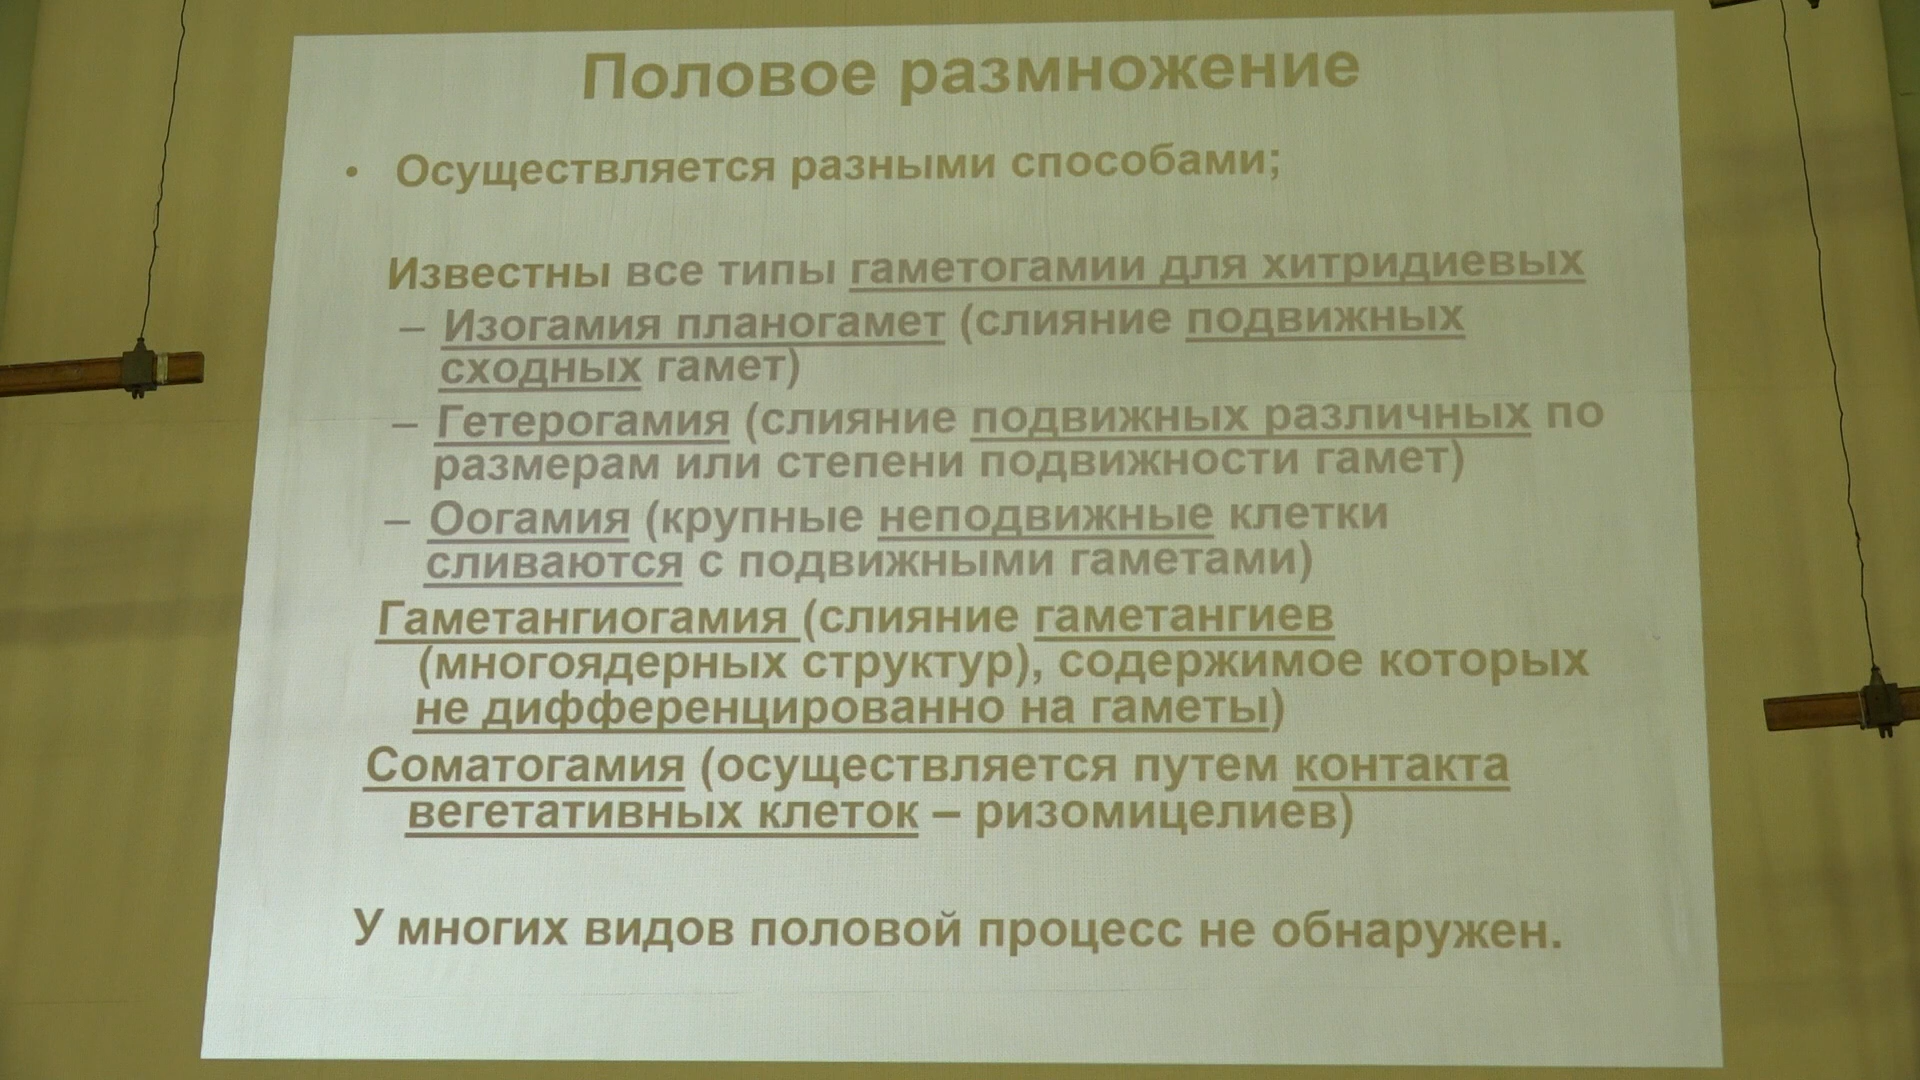 Половое размножение
• Осуществляется разными способами;
Известны все типы гаметогамии для хитридиевых
– Изогамия планогамет (слияние подвижных
сходных гамет)
– Гетерогамия (слияние подвижных различных по
размерам или степени подвижности гамет)
– Оогамия (крупные неподвижные клетки
сливаются с подвижными гаметами)
Гаметангиогамия (слияние гаметангиев
(многоядерных структур), содержимое которых
не дифференцированно на гаметы)
Соматогамия (осуществляется путем контакта
вегетативных клеток – ризомицелиев)
У многих видов половой процесс не обнаружен.